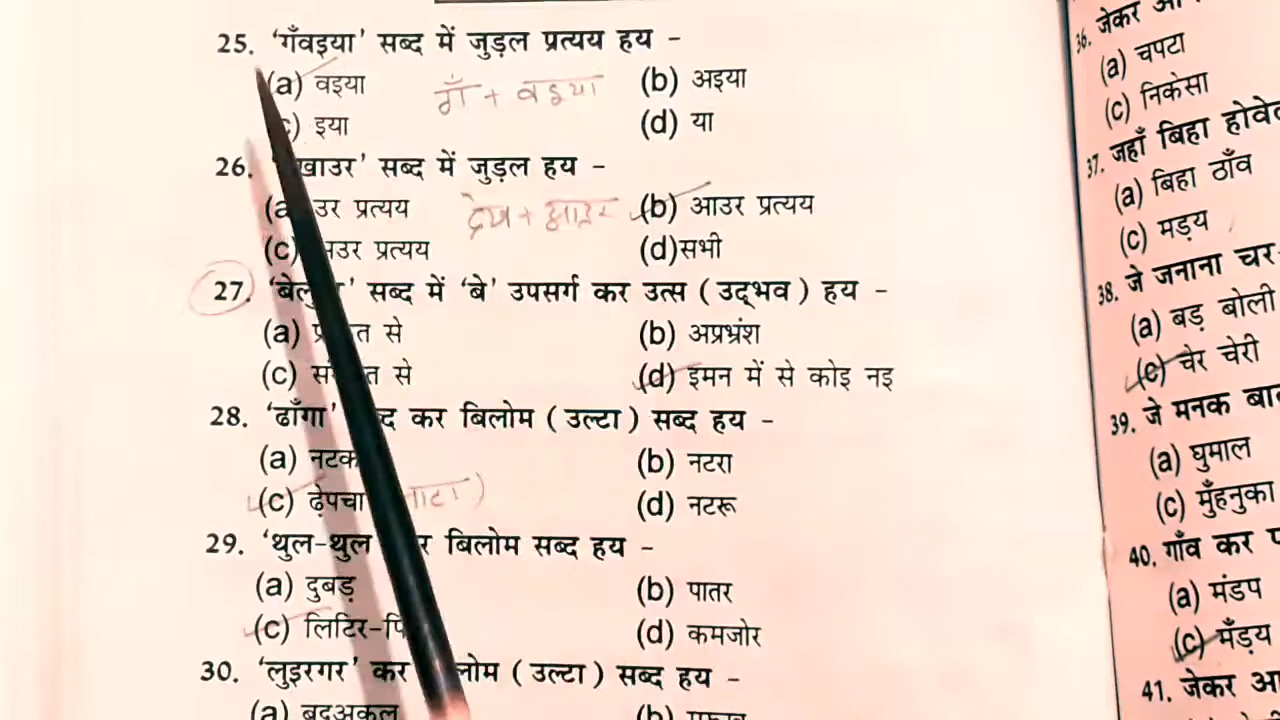 25. 'गँवइया' सब्द में जुड़ल प्रत्यय हय -
(a) वइया (b) अइया
गँ + वइया
इया (d) या
26. सब्द में जुड़ल हय -
उर प्रत्यय (b) आउर प्रत्यय
देख + आउर
(c) प्रत्यय (d)सभी
27. सब्द में 'बे' उपसर्ग कर उत्स (उद्भव) हय -
(a) से (b) अप्रभ्रंश
(c) से (d) इमन में से कोइ नइ
28. 'ढाँगा' कर बिलोम (उल्टा) सब्द हय -
(a) (b) नटरा
(c) ढ़ेपचा (d) नटरू
29. 'थुल-थुल बिलोम सब्द हय -
(a) दुबड़ (b) पातर
(c) (d) कमजोर
30. 'लुइरगर' कर (उल्टा) सब्द हय -
(a) बदअकल (b)
36. जेकर
(a) चपटा
(c) निकेसा
37. जहाँ बिहा
(a) बिहा ठाँव
(c) मड़य
38. जे जनाना चर
(a) बड़ बोली
(c) चेर चेरी
39. जे मनक
(a) घुमाल
(c) मुँहनुका
40. गाँव कर
(a) मंडप
(c) मँड़य
41. जेकर